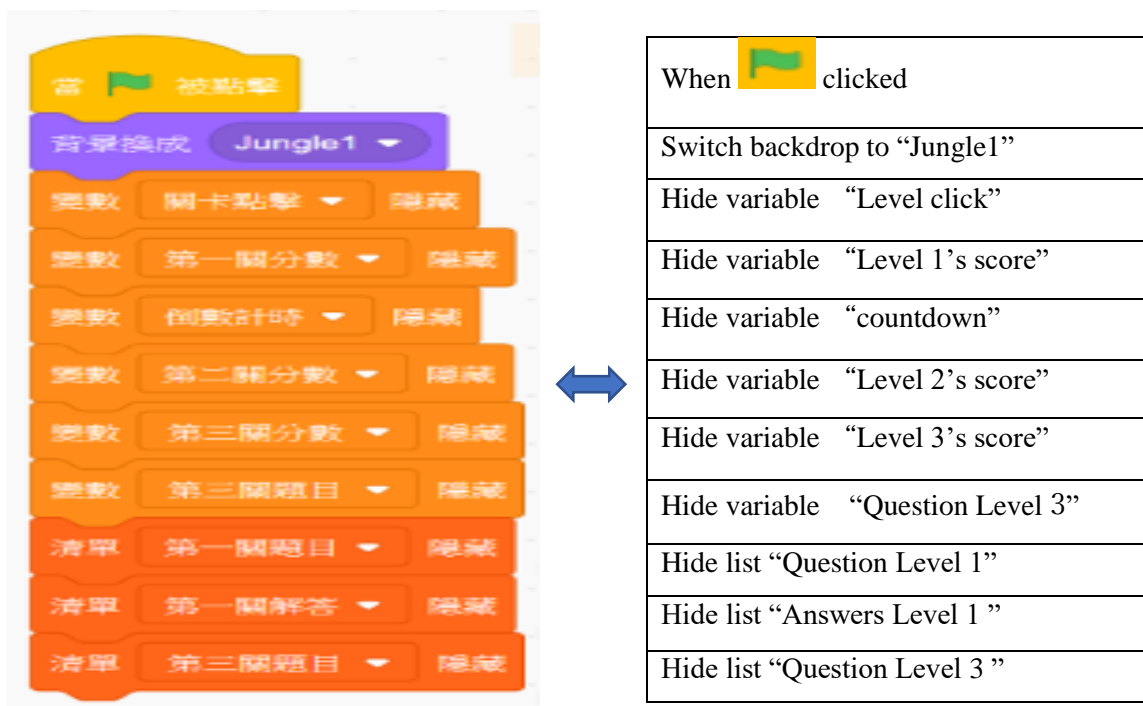 當 被點擊
背景換成 Jungle1
變數 關卡點擊 隱藏
變數 第一關分數 隱藏
變數 倒數計時 隱藏
變數 第二關分數 隱藏
變數 第三關分數 隱藏
變數 第三關題目 隱藏
清單 第一關題目 隱藏
清單 第一關解答 隱藏
清單 第三關題目 隱藏
When clicked
Switch backdrop to “Jungle1”
Hide variable “Level click”
Hide variable “Level 1’s score”
Hide variable “countdown”
Hide variable “Level 2’s score”
Hide variable “Level 3’s score”
Hide variable “Question Level 3”
Hide list “Question Level 1”
Hide list “Answers Level 1 ”
Hide list “Question Level 3 ”